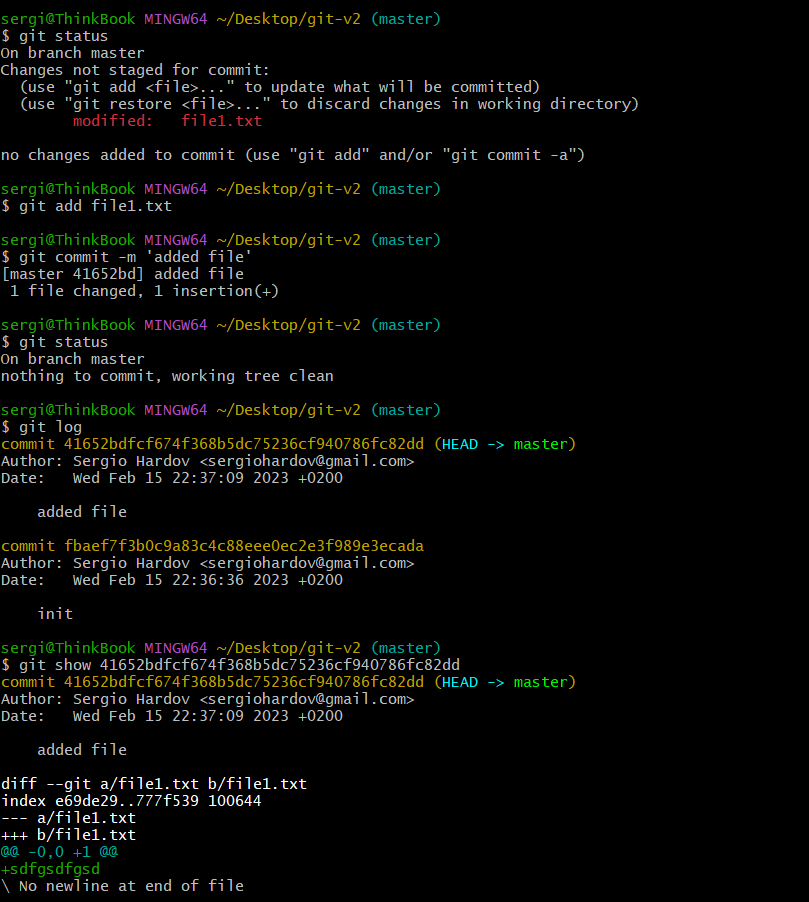 sergi@ThinkBook MINGW64 ~/Desktop/git-v2 (master)
$ git status
On branch master
Changes not staged for commit:
  (use "git add <file>..." to update what will be committed)
  (use "git restore <file>..." to discard changes in working directory)
        modified:   file1.txt

no changes added to commit (use "git add" and/or "git commit -a")

sergi@ThinkBook MINGW64 ~/Desktop/git-v2 (master)
$ git add file1.txt

sergi@ThinkBook MINGW64 ~/Desktop/git-v2 (master)
$ git commit -m 'added file'
[master 41652bd] added file
 1 file changed, 1 insertion(+)

sergi@ThinkBook MINGW64 ~/Desktop/git-v2 (master)
$ git status
On branch master
nothing to commit, working tree clean

sergi@ThinkBook MINGW64 ~/Desktop/git-v2 (master)
$ git log
commit 41652bdfcf674f368b5dc75236cf940786fc82dd (HEAD -> master)
Author: Sergio Hardov <sergiohardov@gmail.com>
Date:   Wed Feb 15 22:37:09 2023 +0200

    added file

commit fbaef7f3b0c9a83c4c88eee0ec2e3f989e3ecada
Author: Sergio Hardov <sergiohardov@gmail.com>
Date:   Wed Feb 15 22:36:36 2023 +0200

    init

sergi@ThinkBook MINGW64 ~/Desktop/git-v2 (master)
$ git show 41652bdfcf674f368b5dc75236cf940786fc82dd
commit 41652bdfcf674f368b5dc75236cf940786fc82dd (HEAD -> master)
Author: Sergio Hardov <sergiohardov@gmail.com>
Date:   Wed Feb 15 22:37:09 2023 +0200

    added file

diff --git a/file1.txt b/file1.txt
index e69de29..777f539 100644
--- a/file1.txt
+++ b/file1.txt
@@ -0,0 +1 @@
+sdfgsdfgsd
\ No newline at end of file